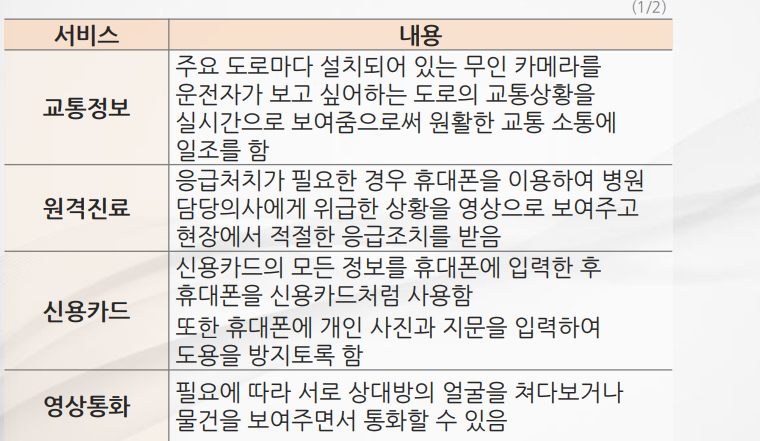 (1/2)
서비스
내용
교통정보
주요 도로마다 설치되어 있는 무인 카메라를
운전자가 보고 싶어하는 도로의 교통상황을
실시간으로 보여줌으로써 원활한 교통 소통에
일조를 함
원격진료
응급처치가 필요한 경우 휴대폰을 이용하여 병원
담당의사에게 위급한 상황을 영상으로 보여주고
현장에서 적절한 응급조치를 받음
신용카드
신용카드의 모든 정보를 휴대폰에 입력한 후
휴대폰을 신용카드처럼 사용함
또한 휴대폰에 개인 사진과 지문을 입력하여
도용을 방지토록 함
영상통화
필요에 따라 서로 상대방의 얼굴을 쳐다보거나
물건을 보여주면서 통화할 수 있음